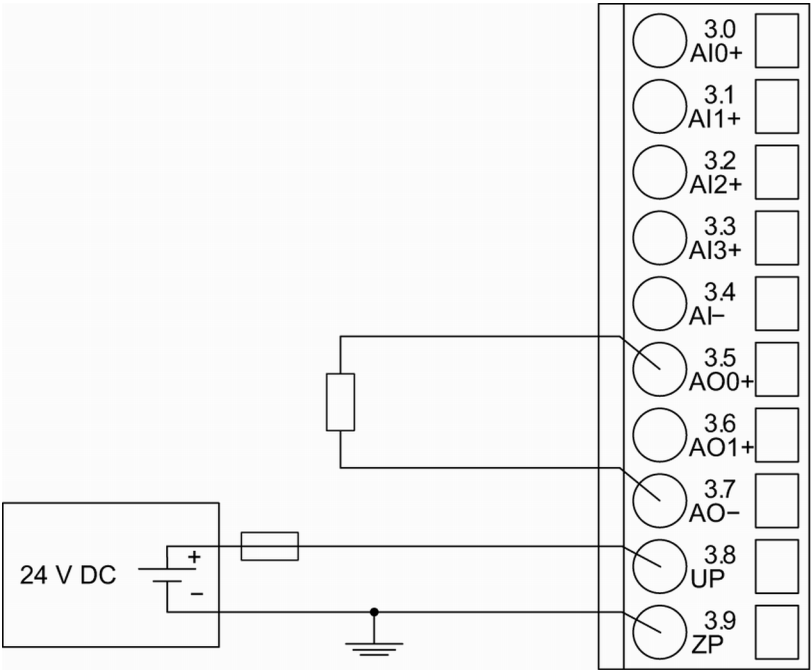 3.0
AI0+
3.1
AI1+
3.2
AI2+
3.3
AI3+
3.4
AI−
3.5
AO0+
3.6
AO1+
3.7
AO−
24 V DC
+
−
3.8
UP
3.9
ZP